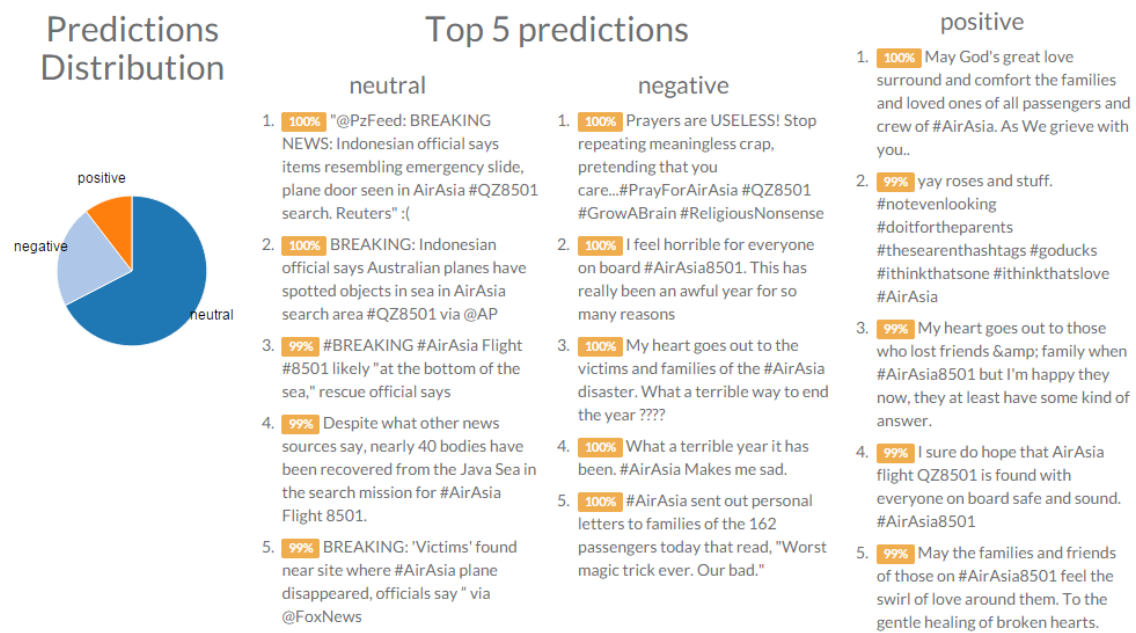 Predictions
Distribution
positive
negative
neutral
Top 5 predictions
neutral
1. 100% "@PzFeed: BREAKING
NEWS: Indonesian official says
items resembling emergency slide,
plane door seen in AirAsia #QZ8501
search. Reuters" :(
2. 100% BREAKING: Indonesian
official says Australian planes have
spotted objects in sea in AirAsia
search area #QZ8501 via @AP
3. 99% #BREAKING #AirAsia Flight
#8501 likely "at the bottom of the
sea," rescue official says
4. 99% Despite what other news
sources say, nearly 40 bodies have
been recovered from the Java Sea in
the search mission for #AirAsia
Flight 8501.
5. 99% BREAKING: 'Victims' found
near site where #AirAsia plane
disappeared, officials say “ via
@FoxNews
negative
1. 100% Prayers are USELESS! Stop
repeating meaningless crap,
pretending that you
care...#PrayForAirAsia #QZ8501
#GrowABrain #ReligiousNonsense
2. 100% I feel horrible for everyone
on board #AirAsia8501. This has
really been an awful year for so
many reasons
3. 100% My heart goes out to the
victims and families of the #AirAsia
disaster. What a terrible way to end
the year ????
4. 100% What a terrible year it has
been. #AirAsia Makes me sad.
5. 100% #AirAsia sent out personal
letters to families of the 162
passengers today that read, "Worst
magic trick ever. Our bad."
positive
1. 100% May God's great love
surround and comfort the families
and loved ones of all passengers and
crew of #AirAsia. As We grieve with
you..
2. 99% yay roses and stuff.
#notevenlooking
#doitfortheparents
#thesearenthashtags #goducks
#ithinkthatsone #ithinkthatslove
#AirAsia
3. 99% My heart goes out to those
who lost friends &amp; family when
#AirAsia8501 but I'm happy they
now, they at least have some kind of
answer.
4. 99% I sure do hope that AirAsia
flight QZ8501 is found with
everyone on board safe and sound.
#AirAsia8501
5. 99% May the families and friends
of those on #AirAsia8501 feel the
swirl of love around them. To the
gentle healing of broken hearts.